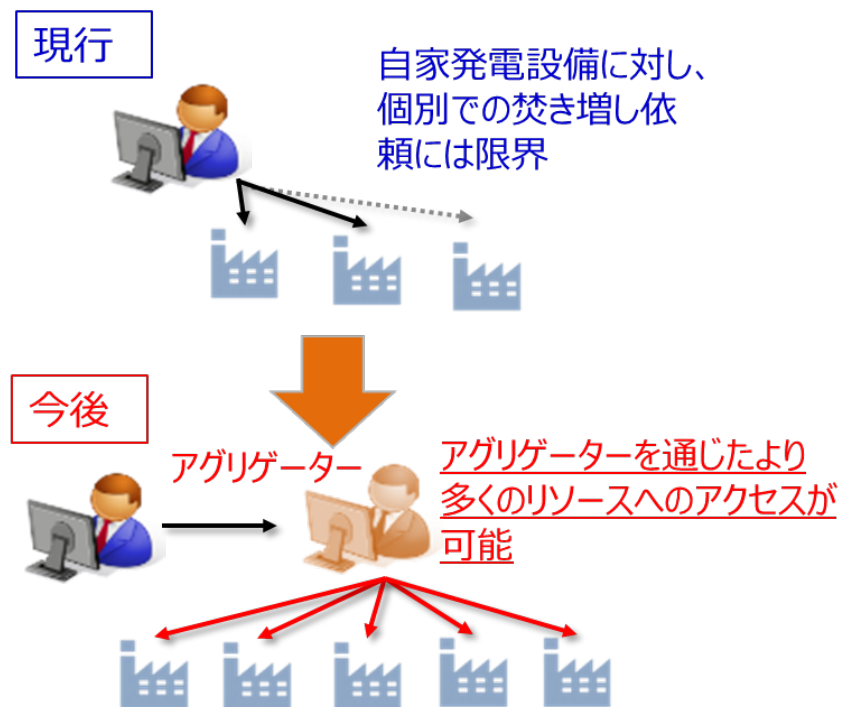 現行
自家発電設備に対し、
個別での焚き増し依
頼には限界
今後
アグリゲーター
アグリゲーターを通じたより
多くのリソースへのアクセスが
可能